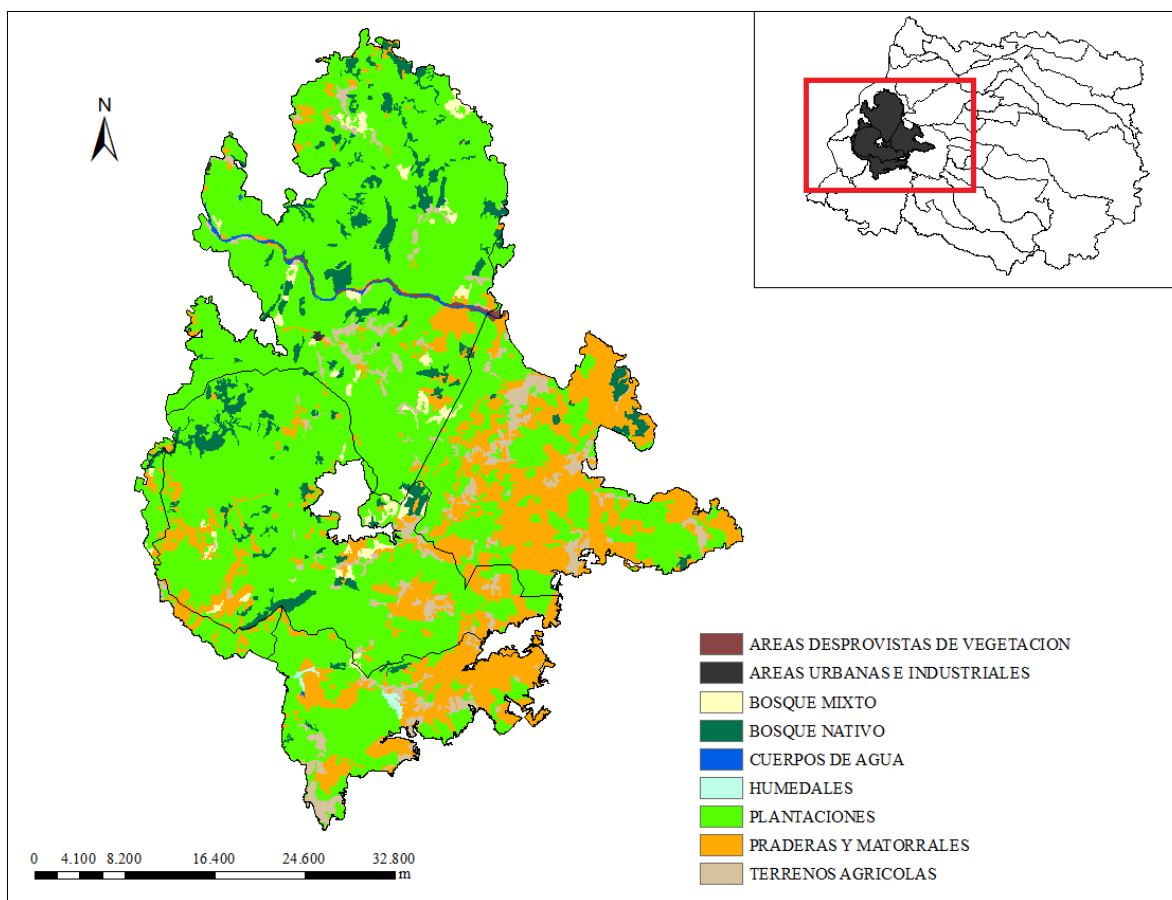 N
AREAS DESPROVISTAS DE VEGETACION
AREAS URBANAS E INDUSTRIALES
BOSQUE MIXTO
BOSQUE NATIVO
CUERPOS DE AGUA
HUMEDALES
PLANTACIONES
PRADERAS Y MATORRALES
TERRENOS AGRICOLAS
0 4.100 8.200 16.400 24.600 32.800
m